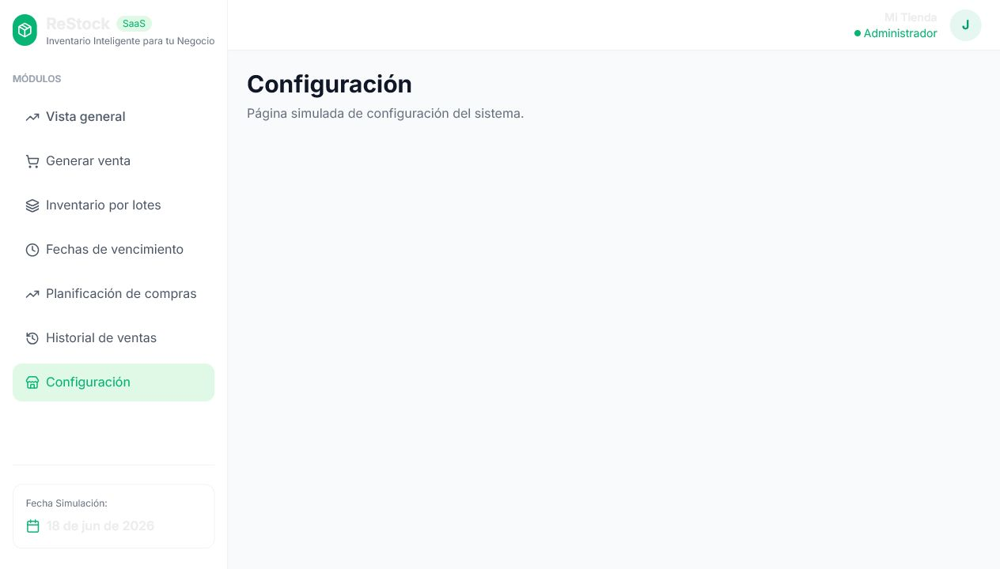 ReStock SaaS
Inventario Inteligente para tu Negocio
Mi Tienda
Administrador
J
MÓDULOS
Vista general
Generar venta
Inventario por lotes
Fechas de vencimiento
Planificación de compras
Historial de ventas
Configuración
Fecha Simulación:
18 de jun de 2026
Configuración
Página simulada de configuración del sistema.